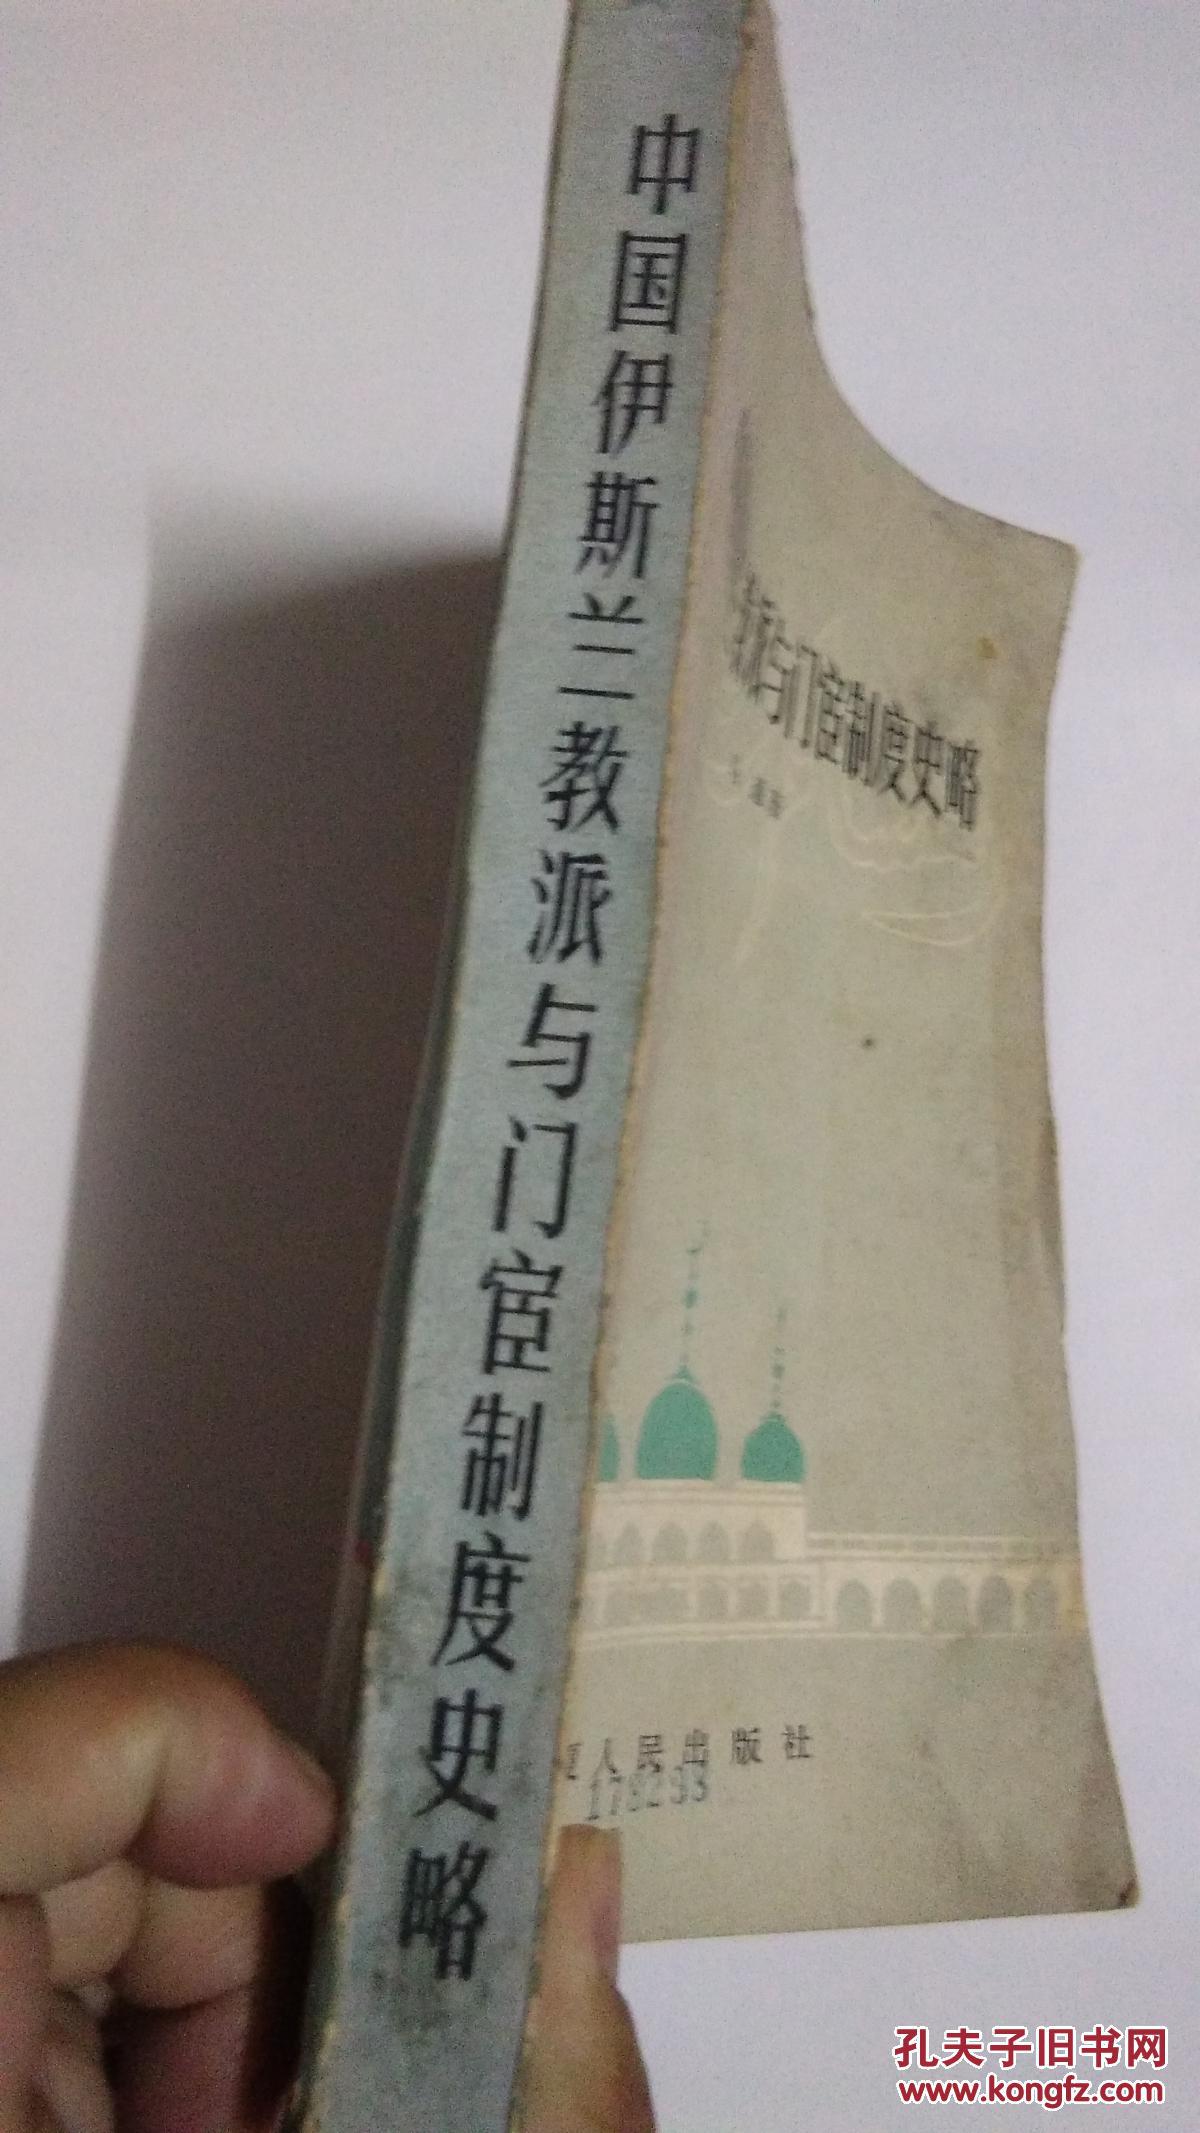 中国伊斯兰教派与门宦制度史略
派与门宦制度史略
人民出版社
孔夫子旧书网
www.kongfz.com